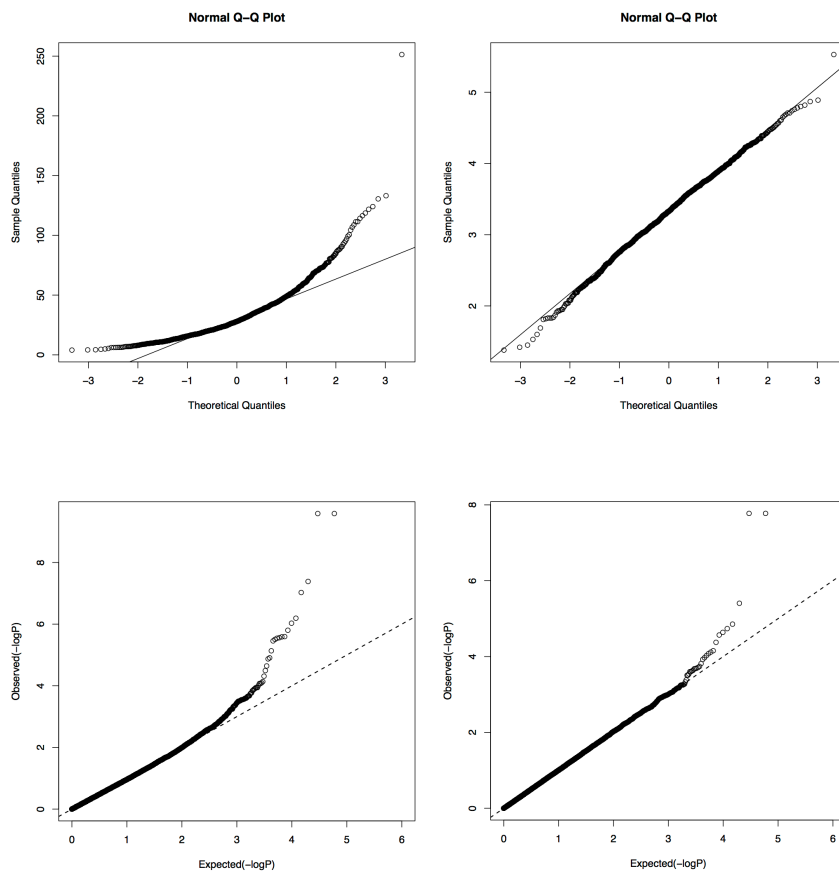 Normal Q−Q Plot
250
200
150
100
50
0
Sample Quantiles
−3 −2 −1 0 1 2 3
Theoretical Quantiles
Normal Q−Q Plot
5
4
3
2
Sample Quantiles
−3 −2 −1 0 1 2 3
Theoretical Quantiles
8
6
4
2
0
Observed(−logP)
0 1 2 3 4 5 6
Expected(−logP)
8
6
4
2
0
Observed(−logP)
0 1 2 3 4 5 6
Expected(−logP)